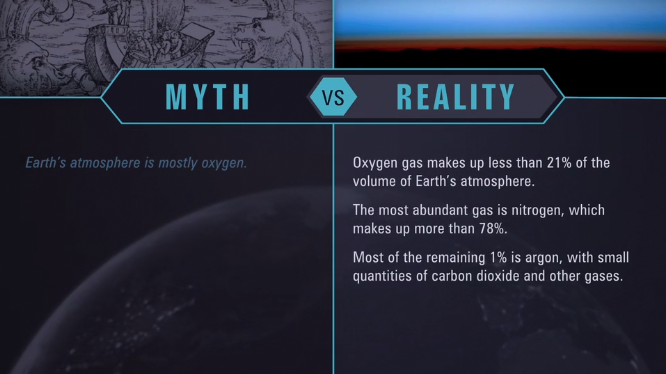 MYTH VS REALITY
Earth's atmosphere is mostly oxygen.
Oxygen gas makes up less than 21% of the
volume of Earth's atmosphere.
The most abundant gas is nitrogen, which
makes up more than 78%.
Most of the remaining 1% is argon, with small
quantities of carbon dioxide and other gases.